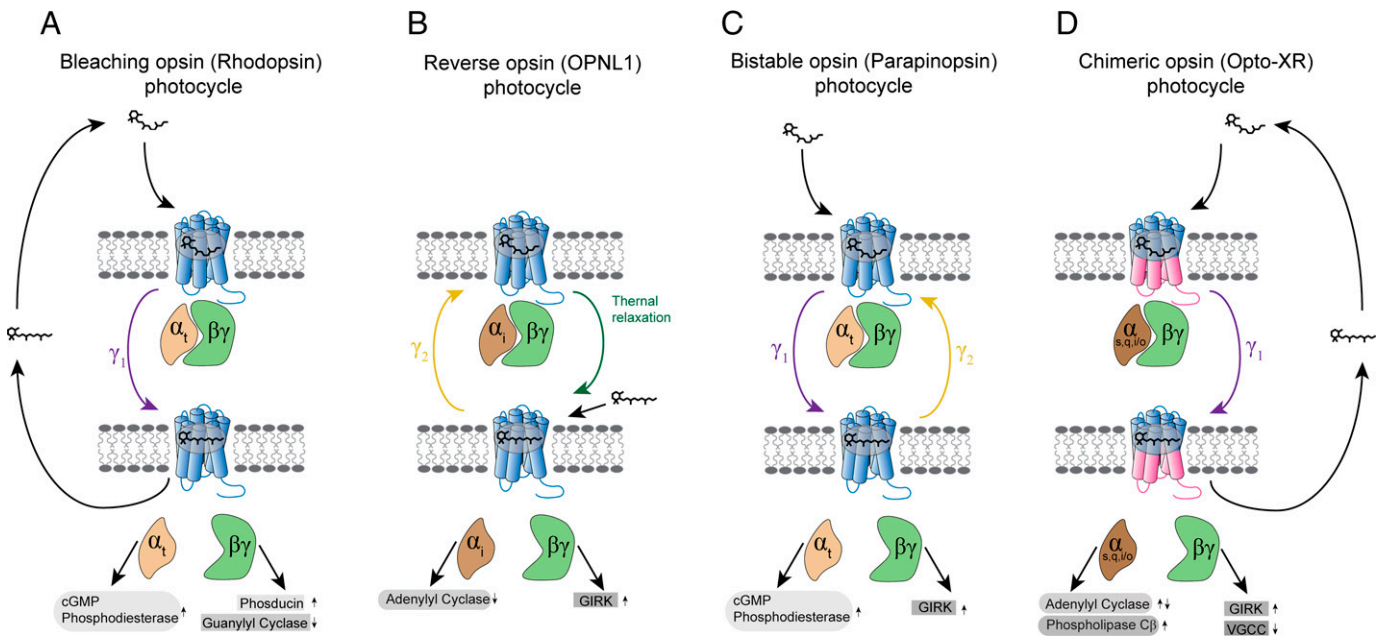 A
Bleaching opsin (Rhodopsin)
photocycle
γ1
αt
βγ
αt
βγ
cGMP
Phosphodiesterase
Phosducin
Guanylyl Cyclase
B
Reverse opsin (OPNL1)
photocycle
Thernal
relaxation
γ2
αi
βγ
αi
βγ
Adenylyl Cyclase
GIRK
C
Bistable opsin (Parapinopsin)
photocycle
γ1
αt
βγ
γ2
αt
βγ
cGMP
Phosphodiesterase
GIRK
D
Chimeric opsin (Opto-XR)
photocycle
α
s,q,i/o
βγ
γ1
α
s,q,i/o
βγ
Adenylyl Cyclase
Phospholipase Cβ
GIRK
VGCC